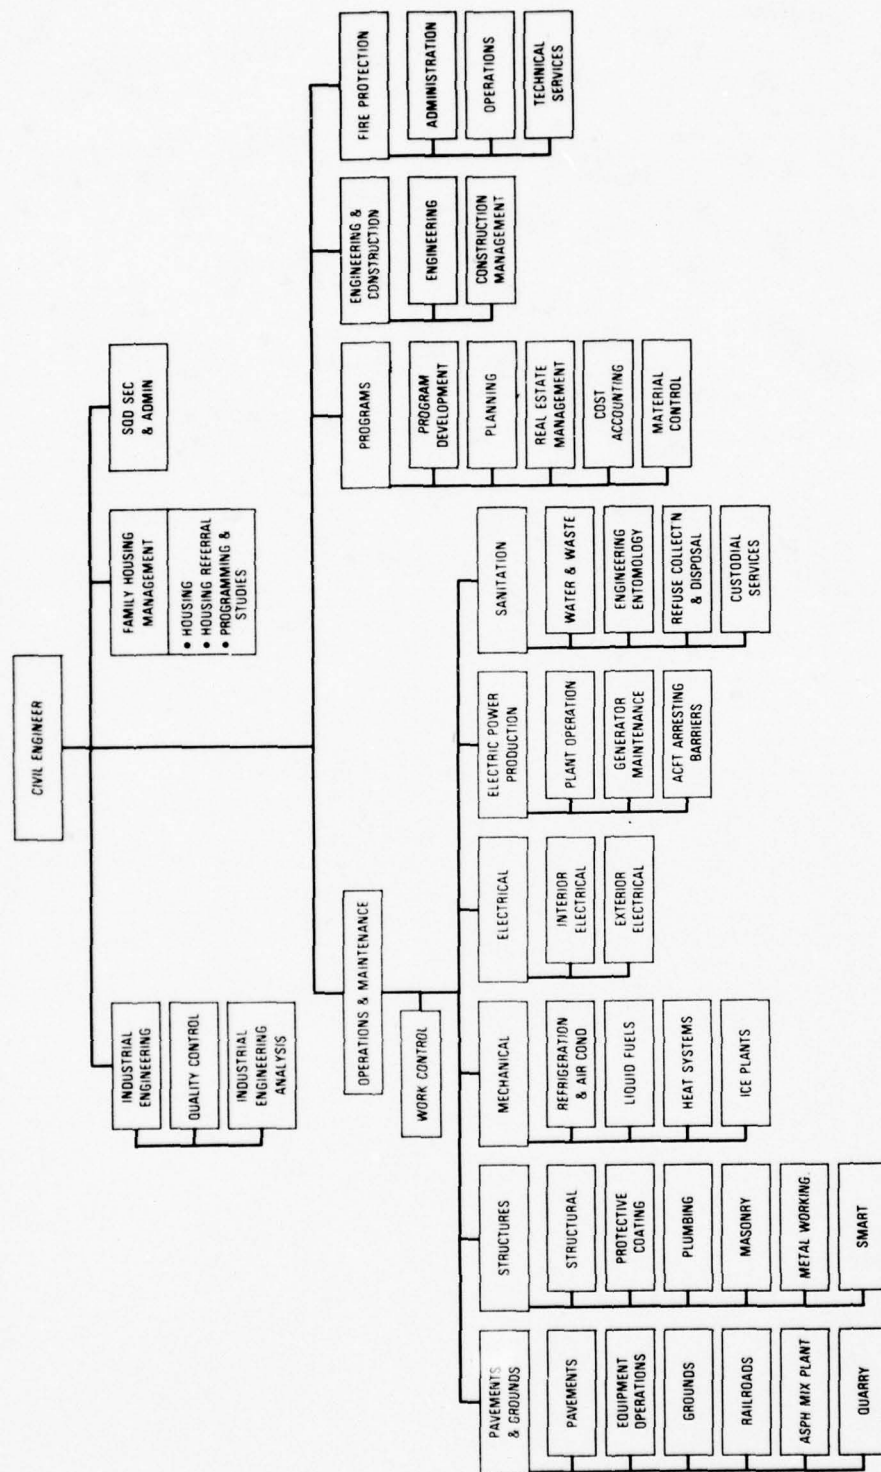 CIVIL ENGINEER
INDUSTRIAL
ENGINEERING
QUALITY CONTROL
INDUSTRIAL
ENGINEERING
ANALYSIS
FAMILY HOUSING
MANAGEMENT
• HOUSING
• HOUSING REFERRAL
• PROGRAMMING &
STUDIES
SQD SEC
& ADMIN
OPERATIONS & MAINTENANCE
WORK CONTROL
PROGRAMS
PROGRAM
DEVELOPMENT
PLANNING
REAL ESTATE
MANAGEMENT
COST
ACCOUNTING
MATERIAL
CONTROL
ENGINEERING &
CONSTRUCTION
ENGINEERING
CONSTRUCTION
MANAGEMENT
FIRE PROTECTION
ADMINISTRATION
OPERATIONS
TECHNICAL
SERVICES
PAVEMENTS
& GROUNDS
PAVEMENTS
EQUIPMENT
OPERATIONS
GROUNDS
RAILROADS
ASPH MIX PLANT
QUARRY
STRUCTURES
STRUCTURAL
PROTECTIVE
COATING
PLUMBING
MASONRY
METAL WORKING
SMART
MECHANICAL
REFRIGERATION
& AIR COND
LIQUID FUELS
HEAT SYSTEMS
ICE PLANTS
ELECTRICAL
INTERIOR
ELECTRICAL
EXTERIOR
ELECTRICAL
ELECTRIC POWER
PRODUCTION
PLANT OPERATION
GENERATOR
MAINTENANCE
ACFT ARRESTING
BARRIERS
SANITATION
WATER & WASTE
ENGINEERING
ENTOMOLOGY
REFUSE COLLECT'N
& DISPOSAL
CUSTODIAL
SERVICES